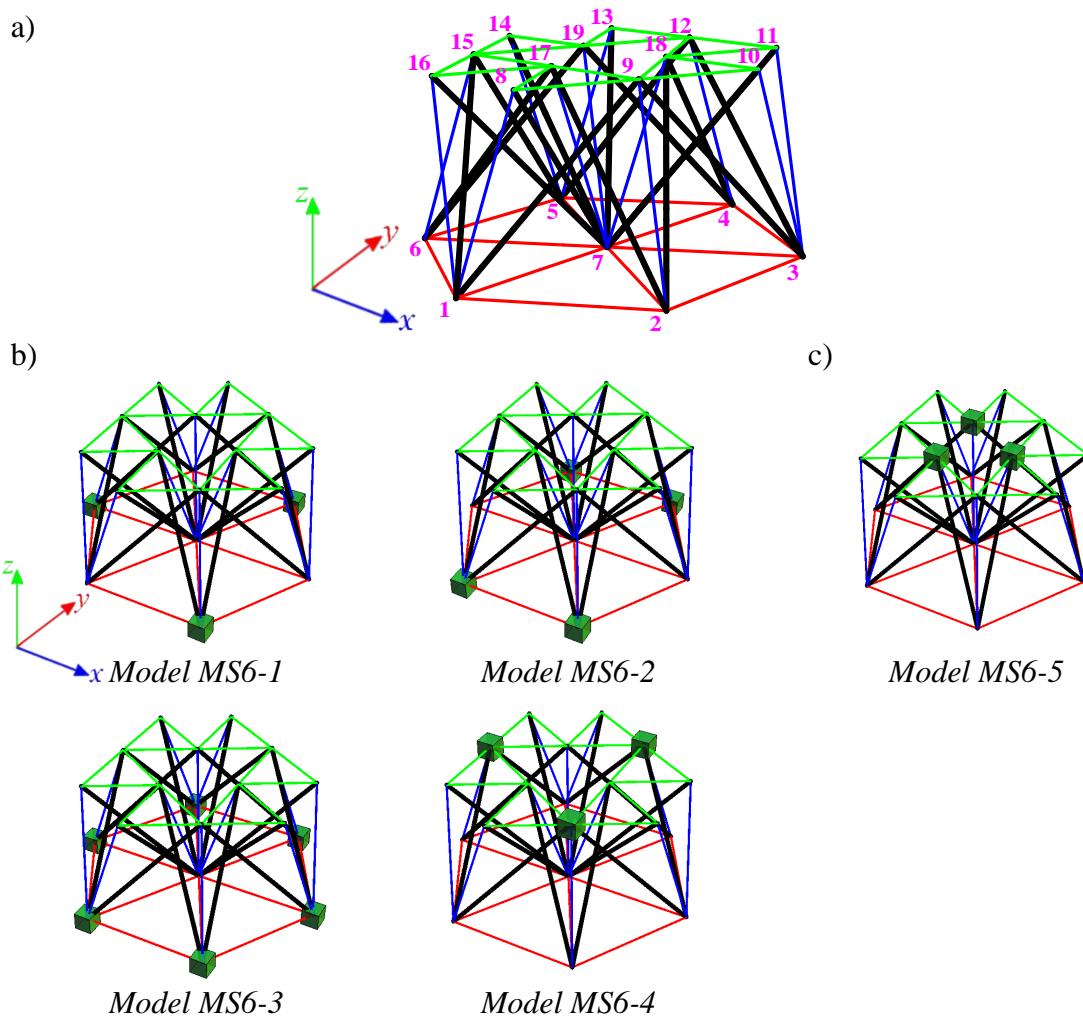 a)
13
14 19 12 11
15 18
16 17 9 10
8
z
y
x
5 4
6 7 3
1 2
b) c)
z
y
x
Model MS6-1 Model MS6-2 Model MS6-5
Model MS6-3 Model MS6-4